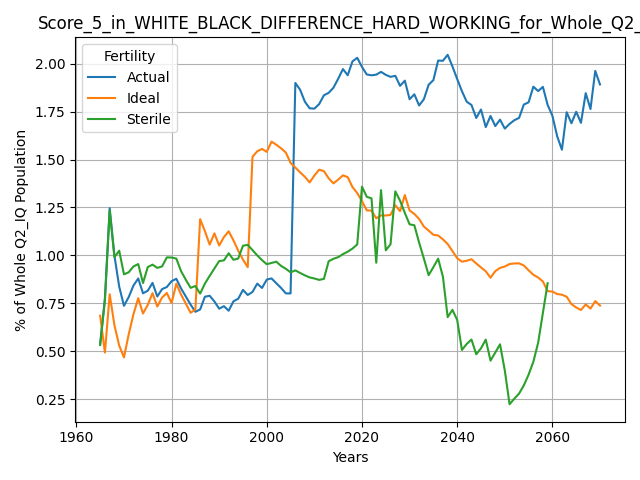 Score_5_in_WHITE_BLACK_DIFFERENCE_HARD_WORKING_for_Whole_Q2_
Fertility
Actual
Ideal
Sterile
% of Whole Q2_IQ Population
2.00
1.75
1.50
1.25
1.00
0.75
0.50
0.25
1960 1980 2000 2020 2040 2060
Years